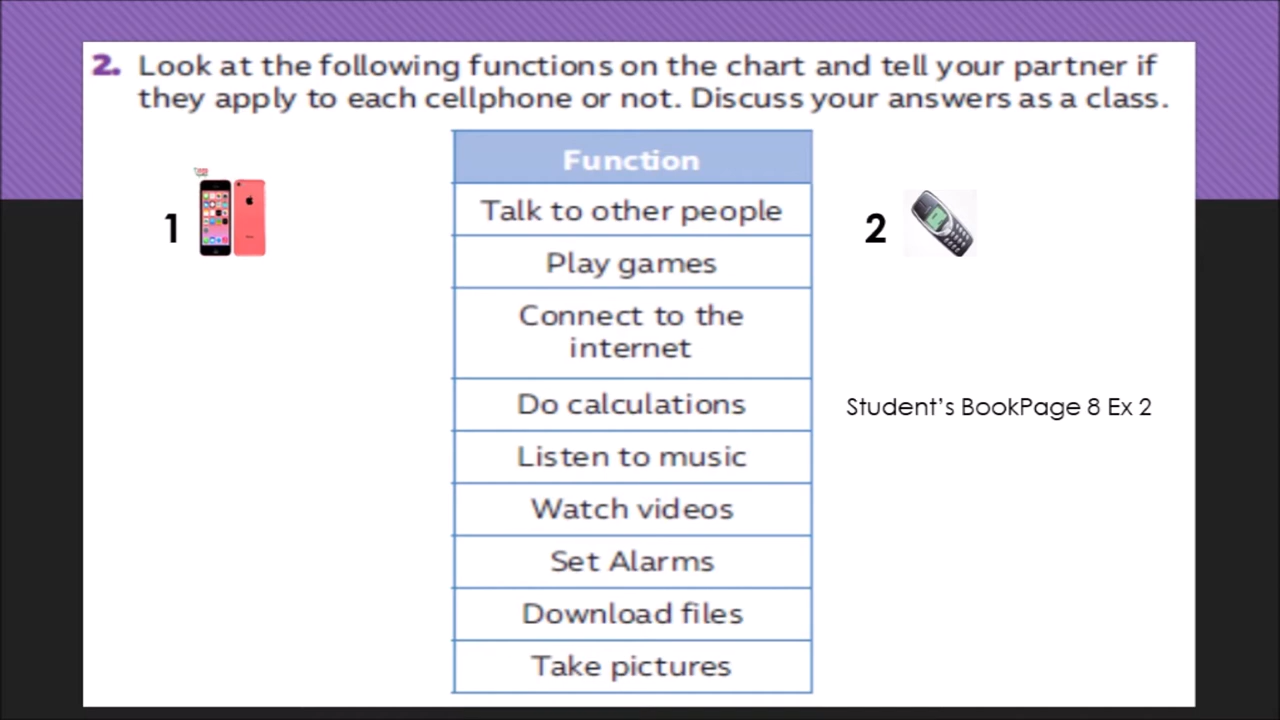 2. Look at the following functions on the chart and tell your partner if
they apply to each cellphone or not. Discuss your answers as a class.
Function
1
Talk to other people
2
Play games
Connect to the
internet
Do calculations
Student's BookPage 8 Ex 2
Listen to music
Watch videos
Set Alarms
Download files
Take pictures